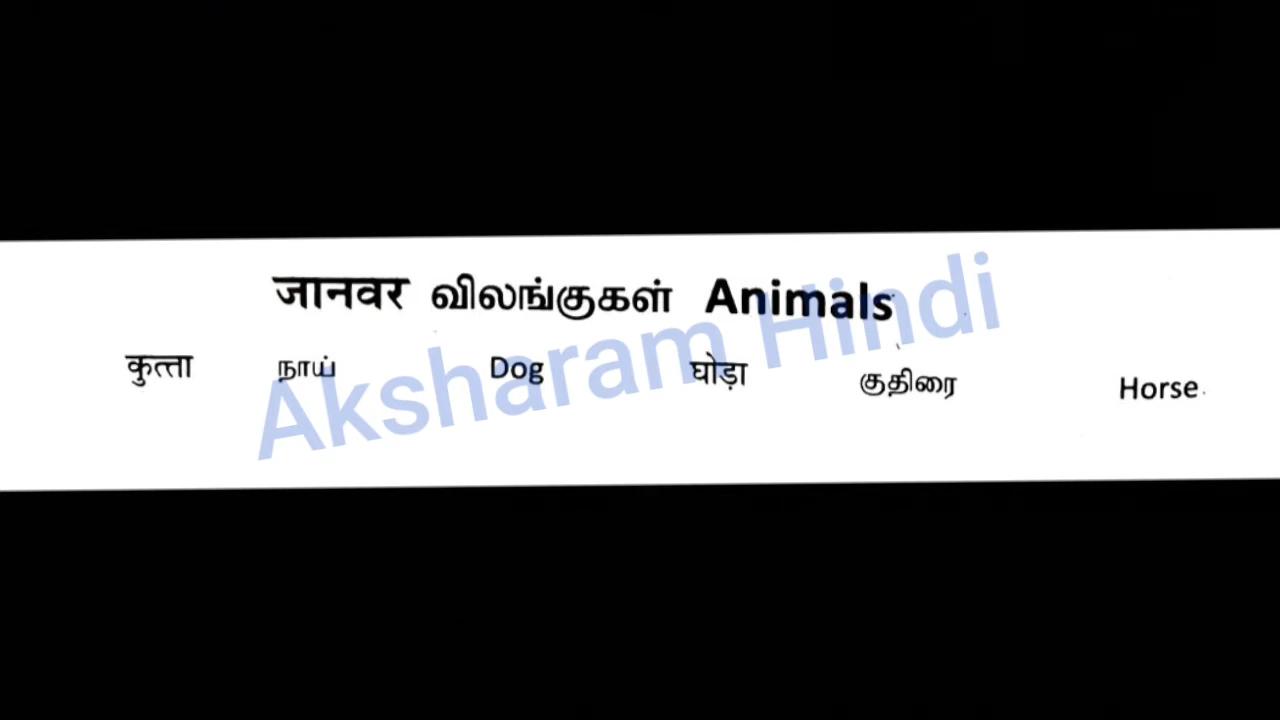 जानवर விலங்குகள் Animals
कुत्ता நாய் Dog घोड़ा குதிரை Horse
Aksharam Hindi